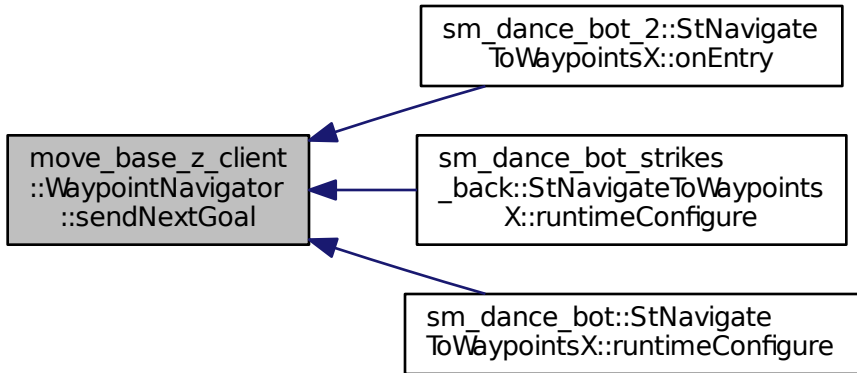 move_base_z_client
::WaypointNavigator
::sendNextGoal
sm_dance_bot_2::StNavigate
ToWaypointsX::onEntry
sm_dance_bot_strikes
_back::StNavigateToWaypoints
X::runtimeConfigure
sm_dance_bot::StNavigate
ToWaypointsX::runtimeConfigure